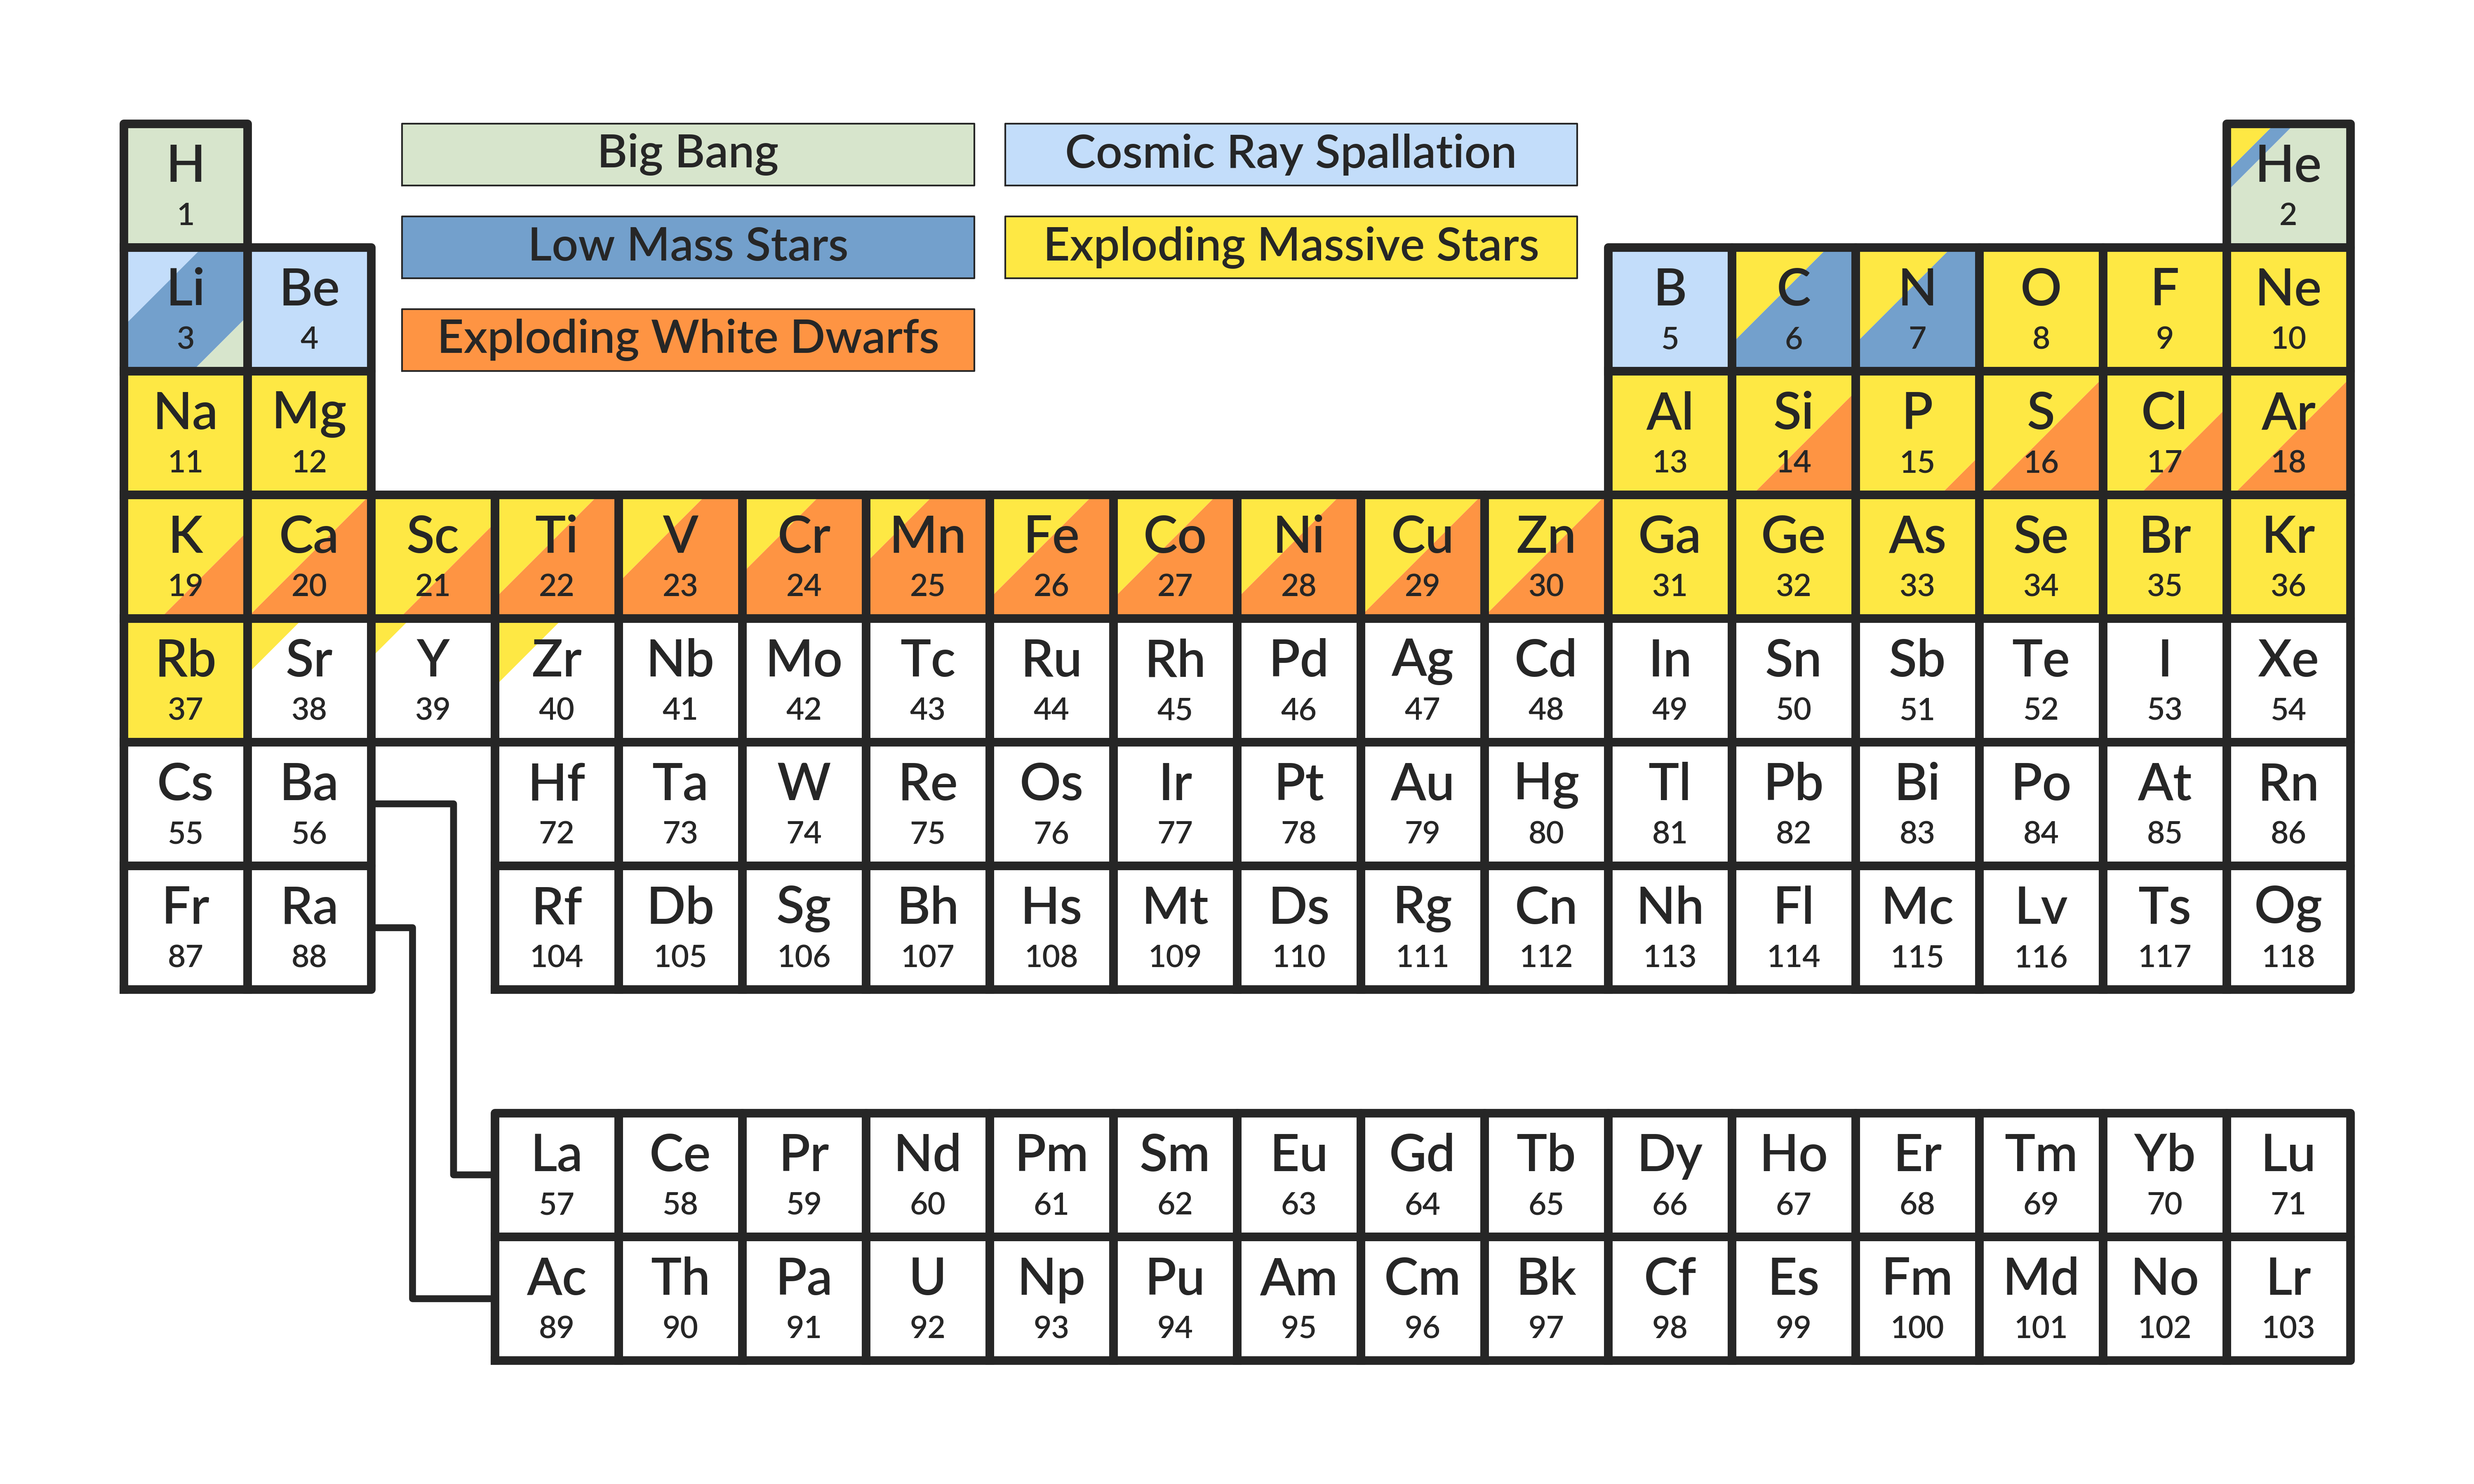 Big Bang
Cosmic Ray Spallation
Low Mass Stars
Exploding Massive Stars
Exploding White Dwarfs
H He
1 2
Li Be B C N O F Ne
3 4 5 6 7 8 9 10
Na Mg Al Si P S Cl Ar
11 12 13 14 15 16 17 18
K Ca Sc Ti V Cr Mn Fe Co Ni Cu Zn Ga Ge As Se Br Kr
19 20 21 22 23 24 25 26 27 28 29 30 31 32 33 34 35 36
Rb Sr Y Zr Nb Mo Tc Ru Rh Pd Ag Cd In Sn Sb Te I Xe
37 38 39 40 41 42 43 44 45 46 47 48 49 50 51 52 53 54
Cs Ba Hf Ta W Re Os Ir Pt Au Hg Tl Pb Bi Po At Rn
55 56 72 73 74 75 76 77 78 79 80 81 82 83 84 85 86
Fr Ra Rf Db Sg Bh Hs Mt Ds Rg Cn Nh Fl Mc Lv Ts Og
87 88 104 105 106 107 108 109 110 111 112 113 114 115 116 117 118
La Ce Pr Nd Pm Sm Eu Gd Tb Dy Ho Er Tm Yb Lu
57 58 59 60 61 62 63 64 65 66 67 68 69 70 71
Ac Th Pa U Np Pu Am Cm Bk Cf Es Fm Md No Lr
89 90 91 92 93 94 95 96 97 98 99 100 101 102 103